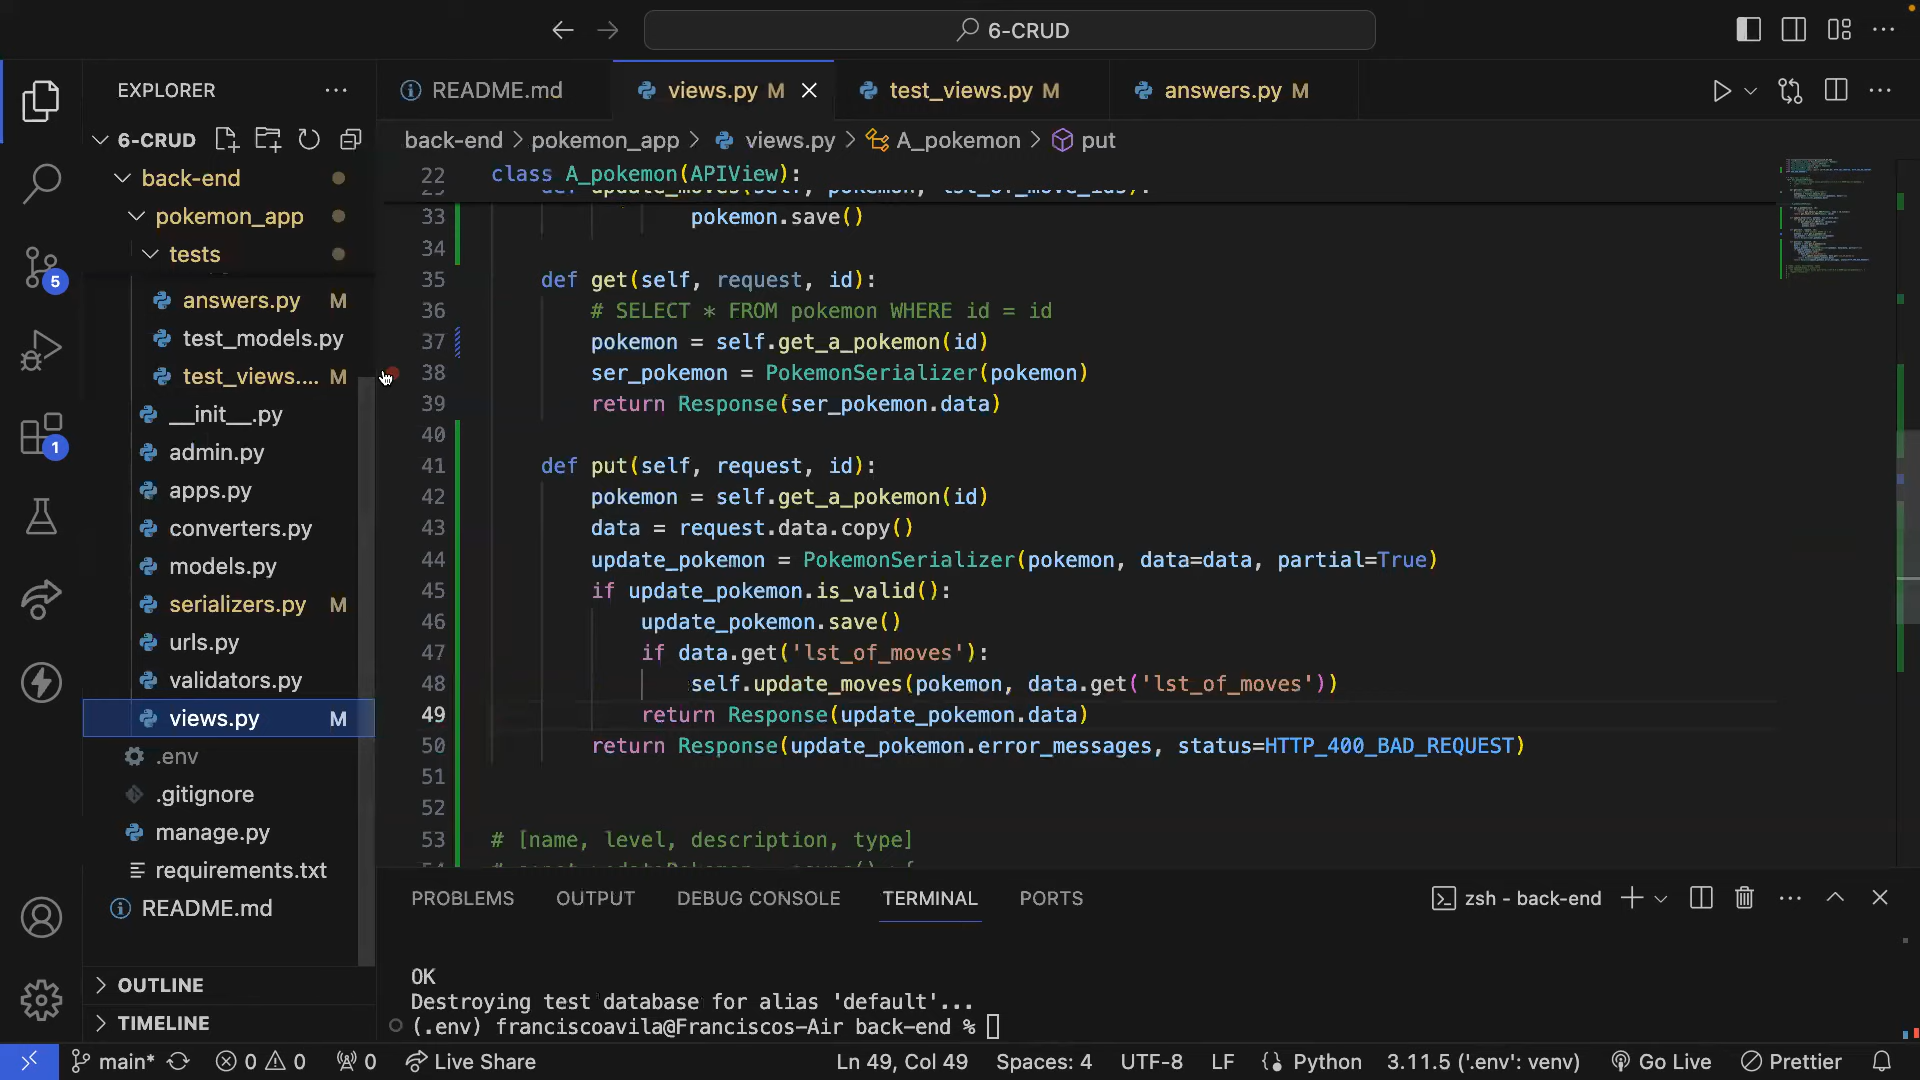 6-CRUD
EXPLORER
README.md
views.py M
test_views.py M
answers.py M
6-CRUD
back-end > pokemon_app > views.py > A_pokemon > put
back-end
pokemon_app
tests
answers.py M
test_models.py
test_views.... M
__init__.py
admin.py
apps.py
converters.py
models.py
serializers.py M
urls.py
validators.py
views.py M
.env
.gitignore
manage.py
requirements.txt
README.md
OUTLINE
TIMELINE
5
1
22 class A_pokemon(APIView):
33 pokemon.save()
34
35 def get(self, request, id):
36 # SELECT * FROM pokemon WHERE id = id
37 pokemon = self.get_a_pokemon(id)
38 ser_pokemon = PokemonSerializer(pokemon)
39 return Response(ser_pokemon.data)
40
41 def put(self, request, id):
42 pokemon = self.get_a_pokemon(id)
43 data = request.data.copy()
44 update_pokemon = PokemonSerializer(pokemon, data=data, partial=True)
45 if update_pokemon.is_valid():
46 update_pokemon.save()
47 if data.get('lst_of_moves'):
48 self.update_moves(pokemon, data.get('lst_of_moves'))
49 return Response(update_pokemon.data)
50 return Response(update_pokemon.error_messages, status=HTTP_400_BAD_REQUEST)
51
52
53 # [name, level, description, type]
PROBLEMS OUTPUT DEBUG CONSOLE TERMINAL PORTS
zsh - back-end
OK
Destroying test database for alias 'default'...
(.env) franciscoavila@Franciscos-Air back-end %
main* 0 0 0 Live Share Ln 49, Col 49 Spaces: 4 UTF-8 LF Python 3.11.5 ('.env': venv) Go Live Prettier